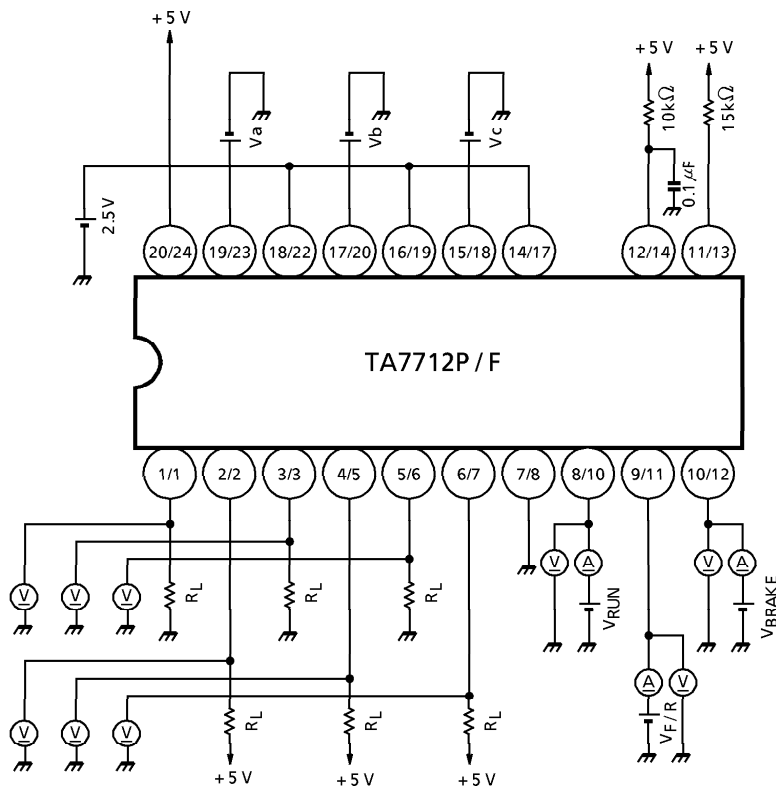 +5 V
+5 V
+5 V
Va
Vb
Vc
10kΩ
15kΩ
0.1μF
2.5V
20/24
19/23
18/22
17/20
16/19
15/18
14/17
12/14
11/13
TA7712P / F
1/1
2/2
3/3
4/5
5/6
6/7
7/8
8/10
9/11
10/12
V
V
V
RL
RL
RL
V
A
VRUN
V
A
VBRAKE
A
V
VF/R
V
V
V
RL
RL
RL
+5 V
+5 V
+5 V